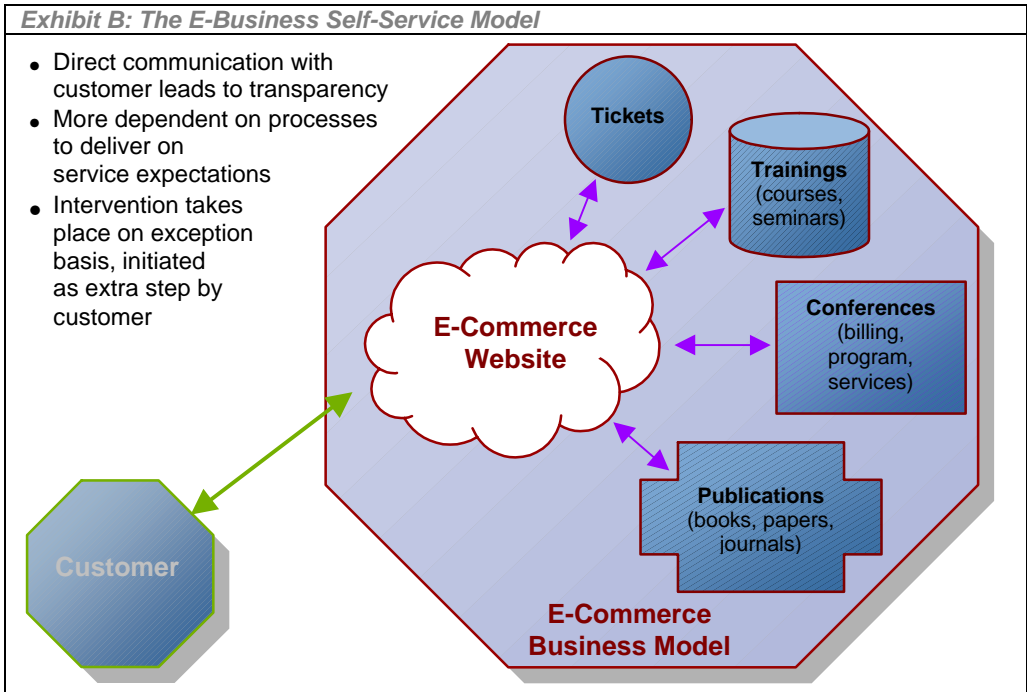 Exhibit B: The E-Business Self-Service Model
• Direct communication with
customer leads to transparency
• More dependent on processes
to deliver on
service expectations
• Intervention takes
place on exception
basis, initiated
as extra step by
customer
Tickets
Trainings
(courses,
seminars)
E-Commerce
Website
Conferences
(billing,
program,
services)
Publications
(books, papers,
journals)
Customer
E-Commerce
Business Model